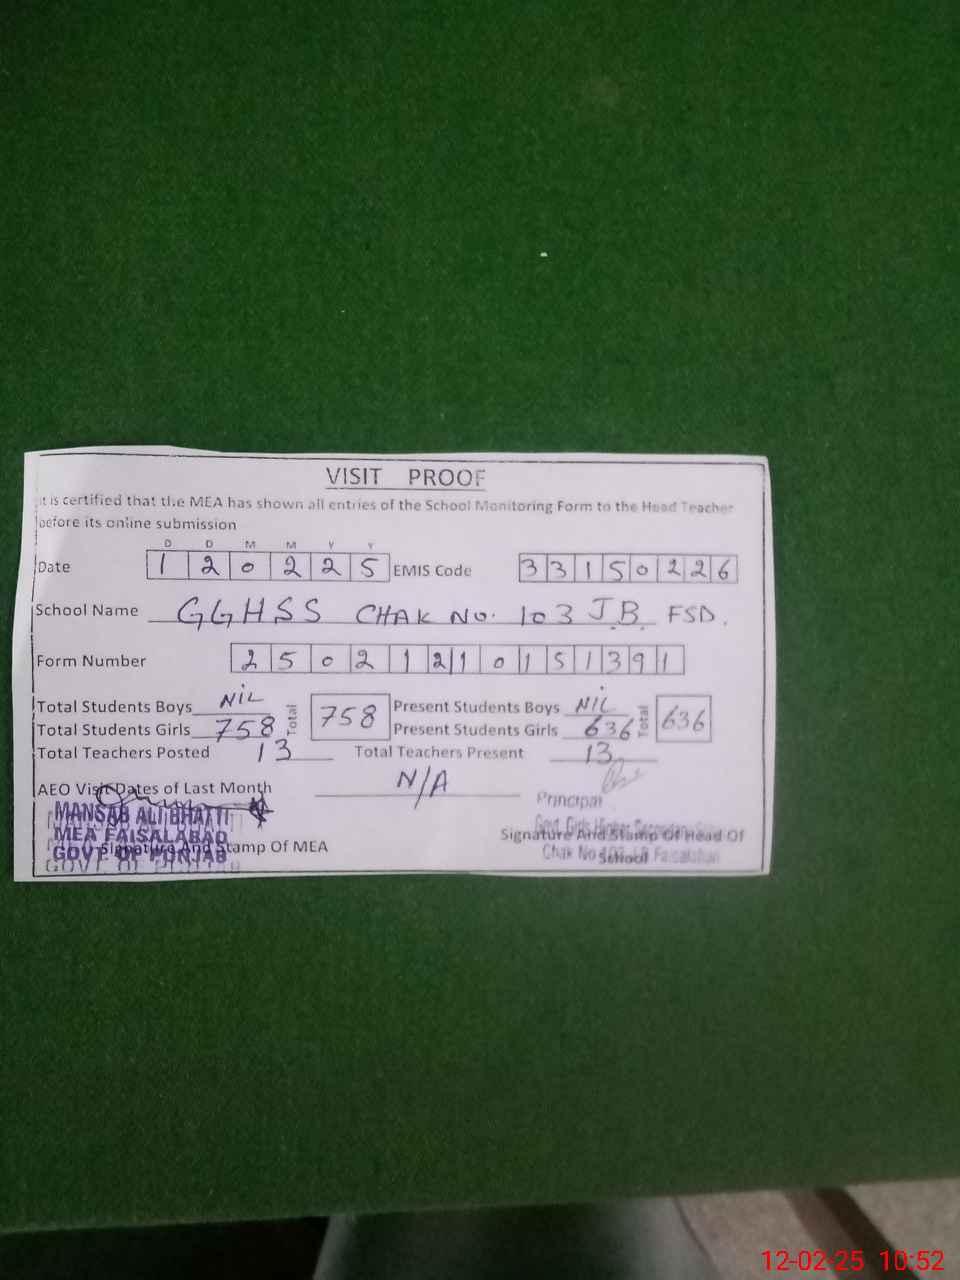 VISIT PROOF
It is certified that the MEA has shown all entries of the School Monitoring Form to the Head Teacher
before its online submission
D D M M Y Y
Date 1 2 0 2 2 5 EMIS Code 3 3 1 5 0 2 2 6
School Name GGHSS CHAK NO. 103 J.B. FSD.
Form Number 2 5 0 2 1 2 1 0 1 5 1 3 9 1
Total Students Boys NiL Total 758 Present Students Boys NiL Total 636
Total Students Girls 758 Present Students Girls 636
Total Teachers Posted 13 Total Teachers Present 13
AEO Visit Dates of Last Month N/A
MANSAB ALI BHATTI
MEA FAISALABAD
GOVT. OF PUNJAB
Signature And Stamp Of MEA
Principal
Govt. Girls Higher Secondary
Signature And Stamp Of Head Of
School
Chak No 103 Faisalabad
12-02-25 10:52